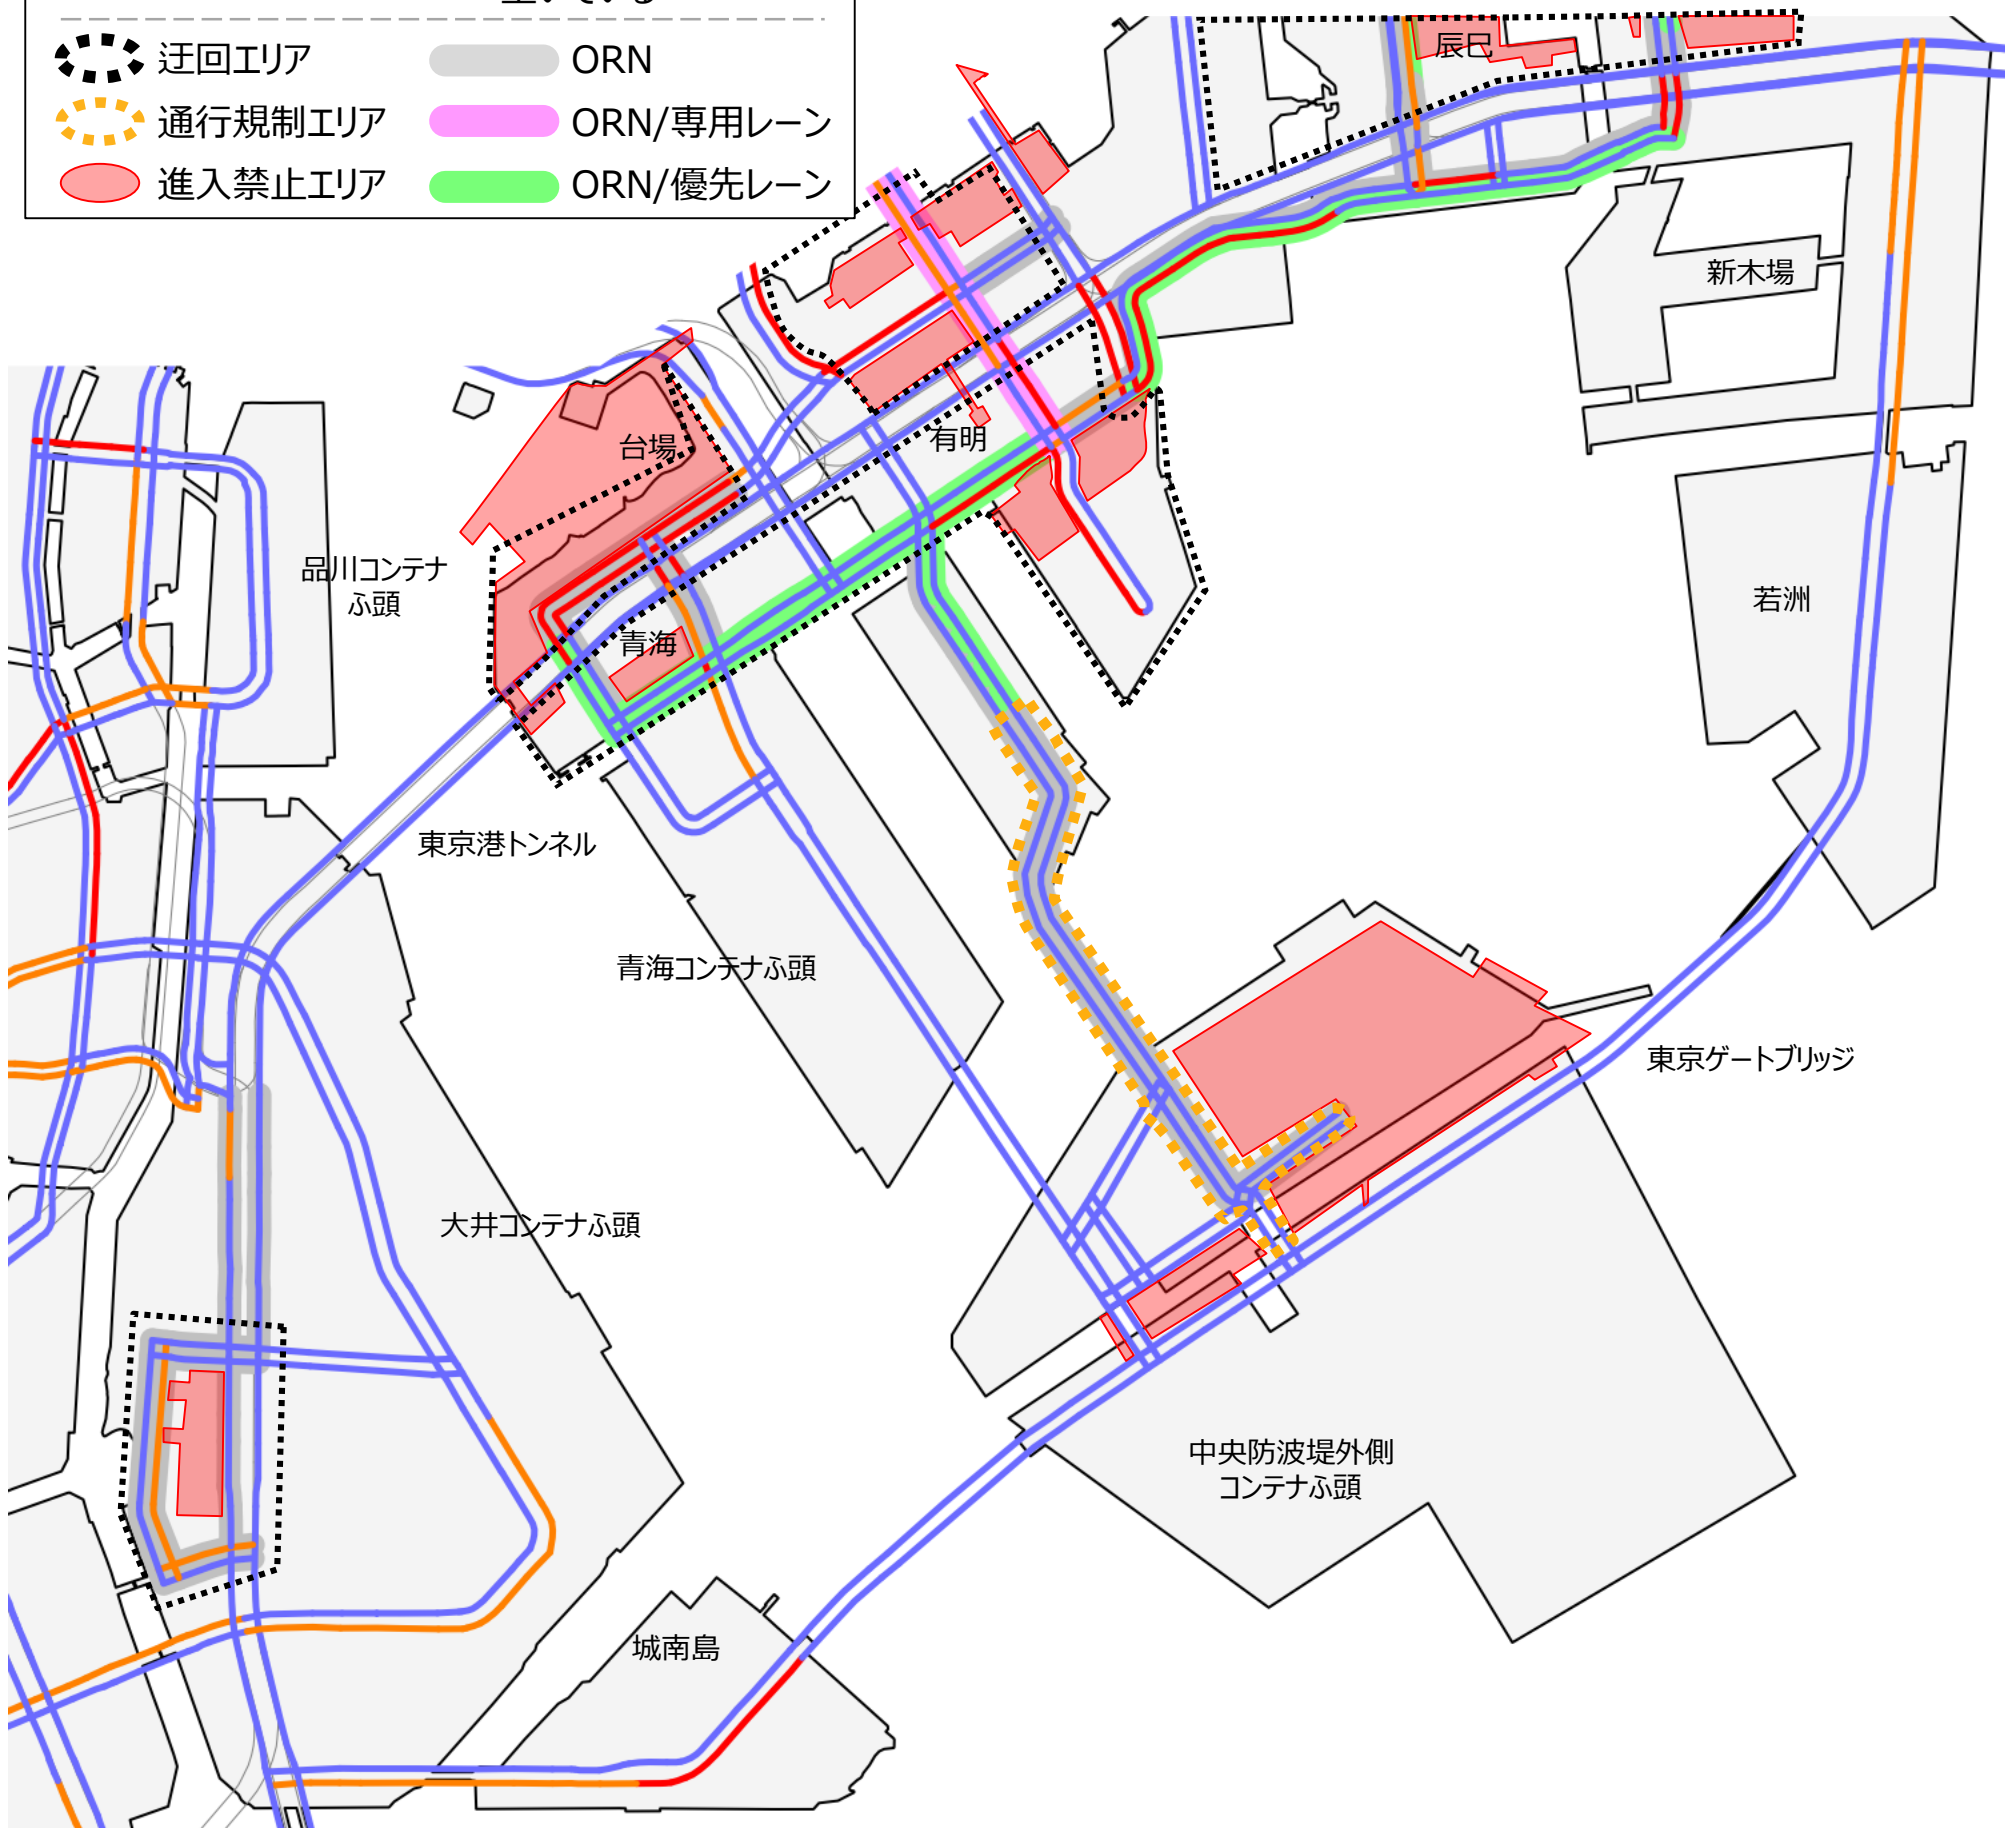 空いている
迂回エリア
ORN
通行規制エリア
ORN/専用レーン
進入禁止エリア
ORN/優先レーン
辰巳
新木場
有明
台場
品川コンテナ
ふ頭
青海
若洲
東京港トンネル
青海コンテナふ頭
東京ゲートブリッジ
大井コンテナふ頭
中央防波堤外側
コンテナふ頭
城南島